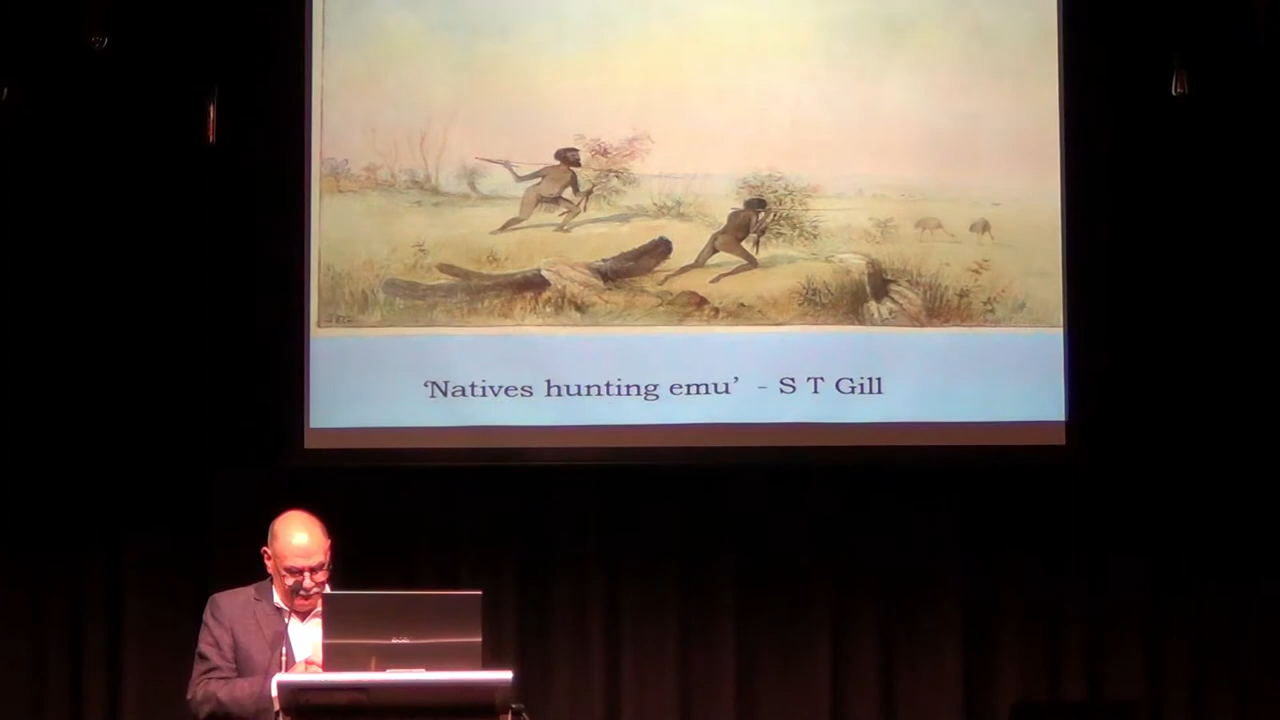 ‘Natives hunting emu’ - S T Gill